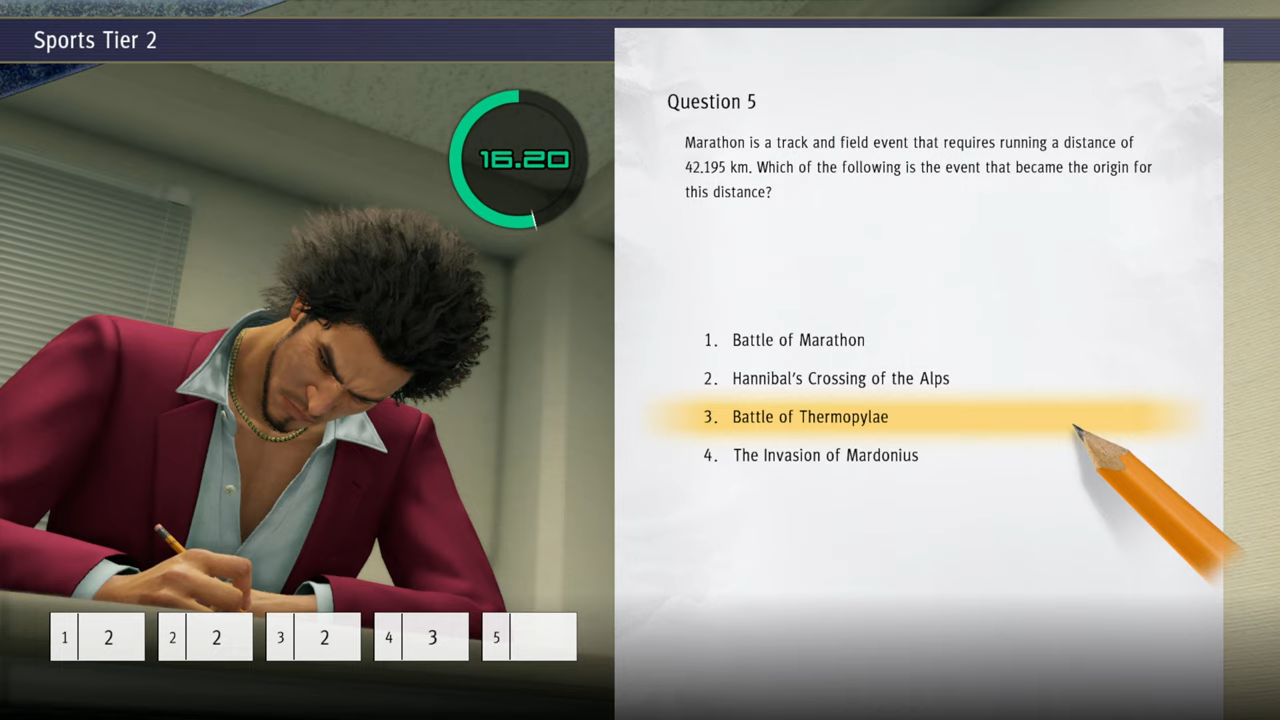 Sports Tier 2
16.20
Question 5
Marathon is a track and field event that requires running a distance of
42.195 km. Which of the following is the event that became the origin for
this distance?
1. Battle of Marathon
2. Hannibal's Crossing of the Alps
3. Battle of Thermopylae
4. The Invasion of Mardonius
1 2 2 2 3 2 4 3 5